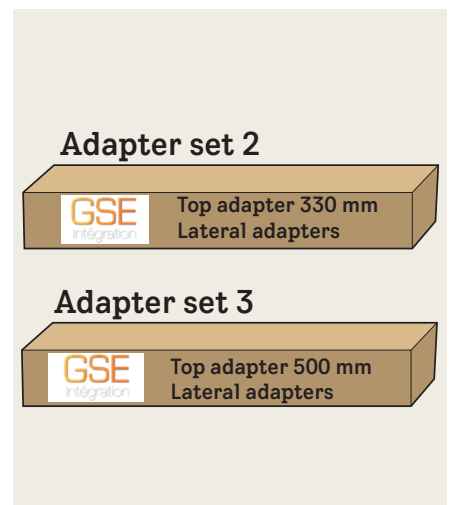 Adapter set 2
GSE
intégration
Top adapter 330 mm
Lateral adapters
Adapter set 3
GSE
intégration
Top adapter 500 mm
Lateral adapters